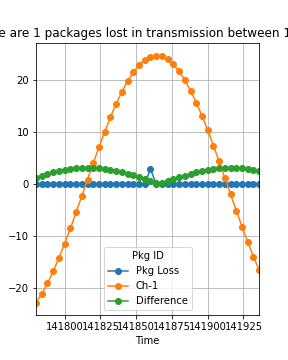 e are 1 packages lost in transmission between 1
20
10
0
−10
−20
Pkg ID
Pkg Loss
Ch-1
Difference
141800 141825 141850 141875 141900 141925
Time